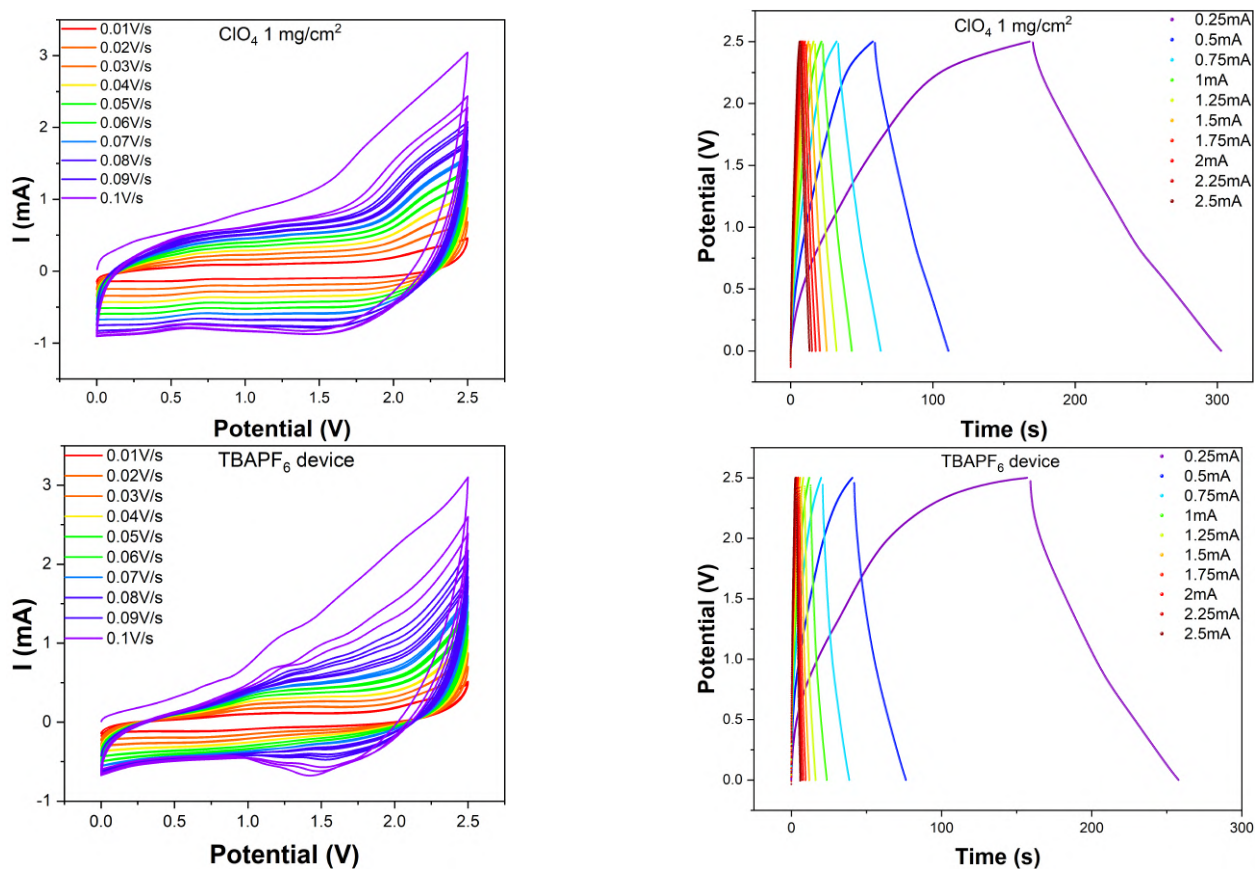 0.01V/s
0.02V/s
0.03V/s
0.04V/s
0.05V/s
0.06V/s
0.07V/s
0.08V/s
0.09V/s
0.1V/s
ClO4 1 mg/cm²
I (mA)
3
2
1
0
-1
0.0 0.5 1.0 1.5 2.0 2.5
Potential (V)
ClO4 1 mg/cm²
0.25mA
0.5mA
0.75mA
1mA
1.25mA
1.5mA
1.75mA
2mA
2.25mA
2.5mA
Potential (V)
2.5
2.0
1.5
1.0
0.5
0.0
0 100 200 300
Time (s)
0.01V/s
0.02V/s
0.03V/s
0.04V/s
0.05V/s
0.06V/s
0.07V/s
0.08V/s
0.09V/s
0.1V/s
TBAPF6 device
I (mA)
3
2
1
0
-1
0.0 0.5 1.0 1.5 2.0 2.5
Potential (V)
TBAPF6 device
0.25mA
0.5mA
0.75mA
1mA
1.25mA
1.5mA
1.75mA
2mA
2.25mA
2.5mA
Potential (V)
2.5
2.0
1.5
1.0
0.5
0.0
0 100 200 300
Time (s)